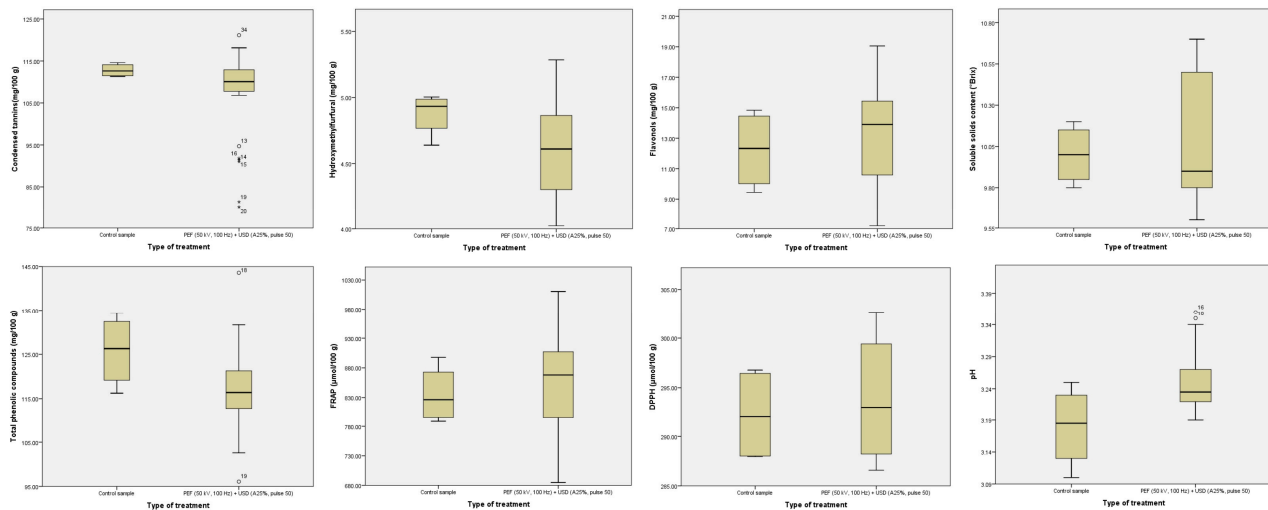 Condensed tannins(mg/100 g)
125.00
115.00
105.00
95.00
85.00
75.00
34
13
16
14
15
19
20
Control sample
PEF (50 kV, 100 Hz) + USD (A25%, pulse 50)
Type of treatment
Hydroxymethylfurfural (mg/100 g)
5.50
5.00
4.50
4.00
Control sample
PEF (50 kV, 100 Hz) + USD (A25%, pulse 50)
Type of treatment
Flavonols (mg/100 g)
21.00
19.00
17.00
15.00
13.00
11.00
9.00
7.00
Control sample
PEF (50 kV, 100 Hz) + USD (A25%, pulse 50)
Type of treatment
Soluble solids content (°Brix)
10.80
10.55
10.30
10.05
9.80
9.55
Control sample
PEF (50 kV, 100 Hz) + USD (A25%, pulse 50)
Type of treatment
Total phenolic compounds (mg/100 g)
145.00
135.00
125.00
115.00
105.00
95.00
18
19
Control sample
PEF (50 kV, 100 Hz) + USD (A25%, pulse 50)
Type of treatment
FRAP (µmol/100 g)
1030.00
980.00
930.00
880.00
830.00
780.00
730.00
680.00
Control sample
PEF (50 kV, 100 Hz) + USD (A25%, pulse 50)
Type of treatment
DPPH (µmol/100 g)
305.00
300.00
295.00
290.00
285.00
Control sample
PEF (50 kV, 100 Hz) + USD (A25%, pulse 50)
Type of treatment
pH
3.39
3.34
3.29
3.24
3.19
3.14
3.09
16
Control sample
PEF (50 kV, 100 Hz) + USD (A25%, pulse 50)
Type of treatment